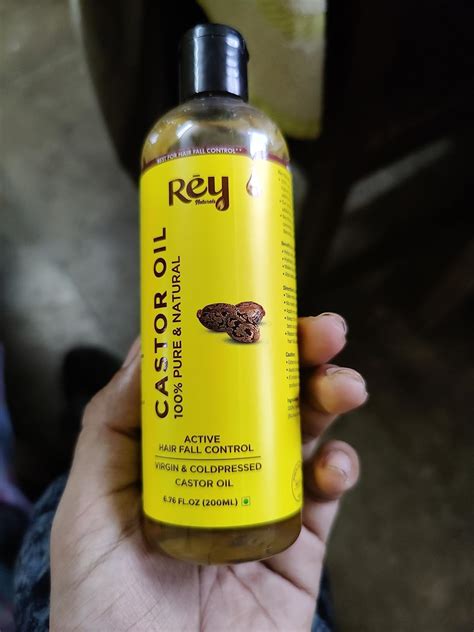 BEST FOR HAIR FALL CONTROL**
Rēy
Naturals
CASTOR OIL
100% PURE & NATURAL
ACTIVE
HAIR FALL CONTROL
VIRGIN & COLDPRESSED
CASTOR OIL
6.76 FL.OZ (200ML)